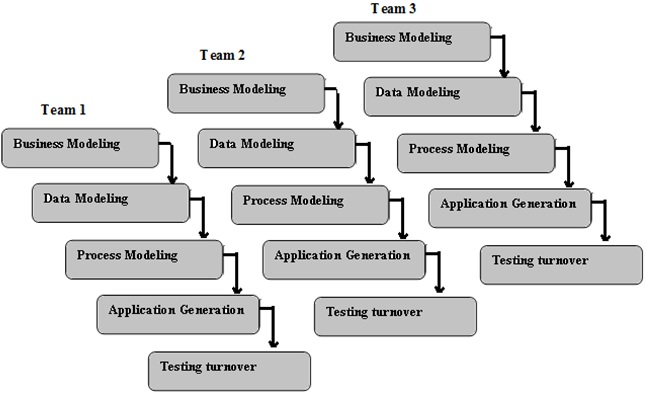 Team 1
Business Modeling
Data Modeling
Process Modeling
Application Generation
Testing turnover
Team 2
Business Modeling
Data Modeling
Process Modeling
Application Generation
Testing turnover
Team 3
Business Modeling
Data Modeling
Process Modeling
Application Generation
Testing turnover